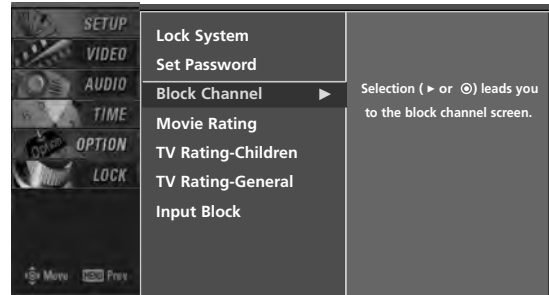 SETUP
VIDEO
AUDIO
TIME
Option OPTION
LOCK
Move MENU Prev
Lock System
Set Password
Block Channel ►
Movie Rating
TV Rating-Children
TV Rating-General
Input Block
Selection (► or ◉) leads you
to the block channel screen.